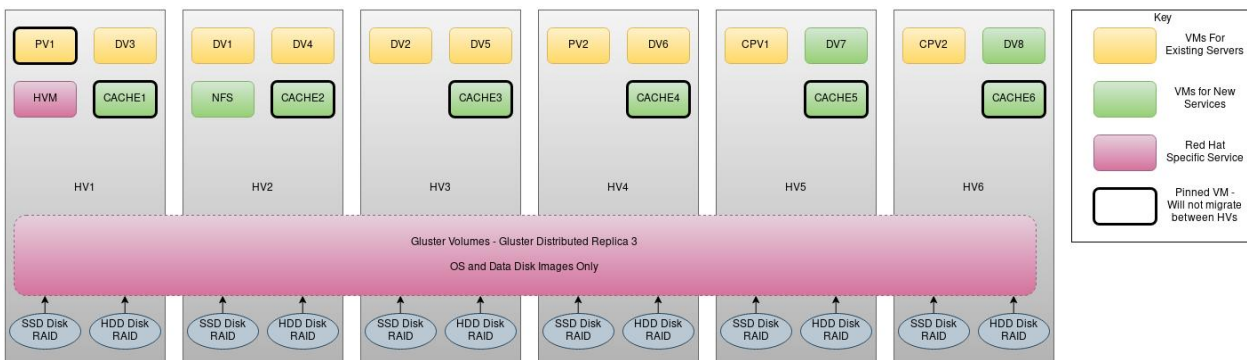 PV1
DV3
HVM
CACHE1
HV1
DV1
DV4
NFS
CACHE2
HV2
DV2
DV5
CACHE3
HV3
PV2
DV6
CACHE4
HV4
CPV1
DV7
CACHE5
HV5
CPV2
DV8
CACHE6
HV6
Gluster Volumes - Gluster Distributed Replica 3
OS and Data Disk Images Only
SSD Disk
RAID
HDD Disk
RAID
SSD Disk
RAID
HDD Disk
RAID
SSD Disk
RAID
HDD Disk
RAID
SSD Disk
RAID
HDD Disk
RAID
SSD Disk
RAID
HDD Disk
RAID
SSD Disk
RAID
HDD Disk
RAID
Key
VMs For
Existing Servers
VMs for New
Services
Red Hat
Specific Service
Pinned VM -
Will not migrate
between HVs